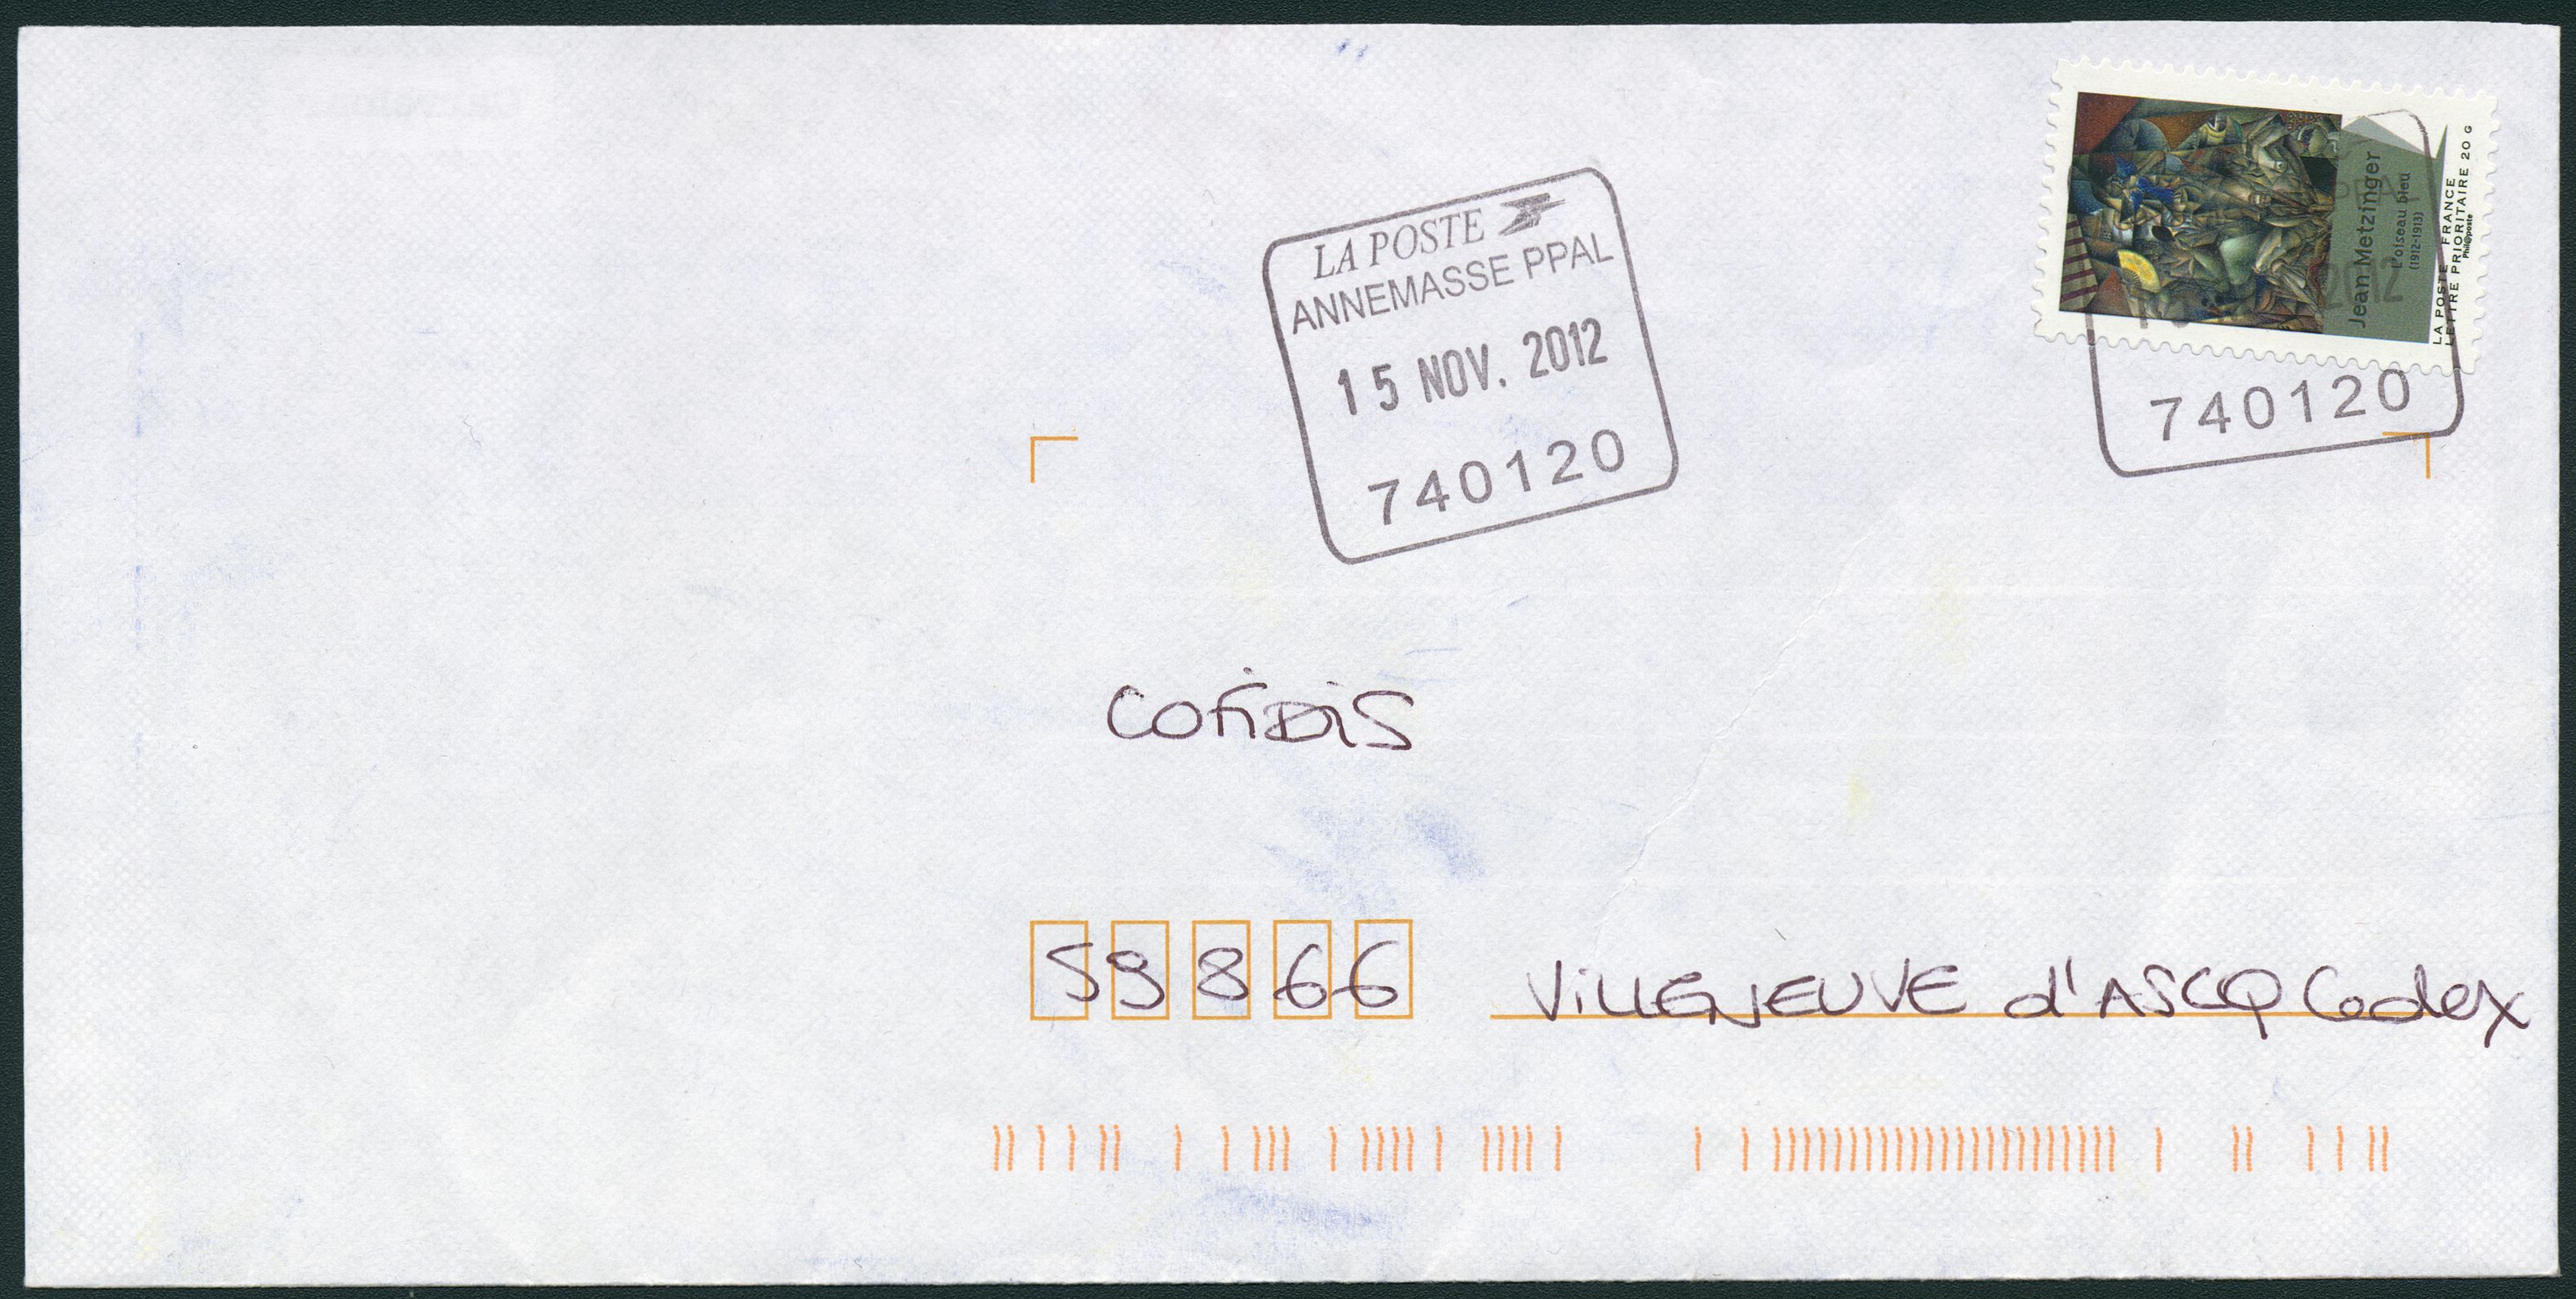 LA POSTE
ANNEMASSE PPAL
15 NOV. 2012
740120
Jean Metzinger
L'oiseau bleu
(1912-1913)
LA POSTE FRANCE
LETTRE PRIORITAIRE 20 G
Phil@poste
2012
740120
COFiDiS
59866 ViLLENEUVE d'ASCQ Cedex